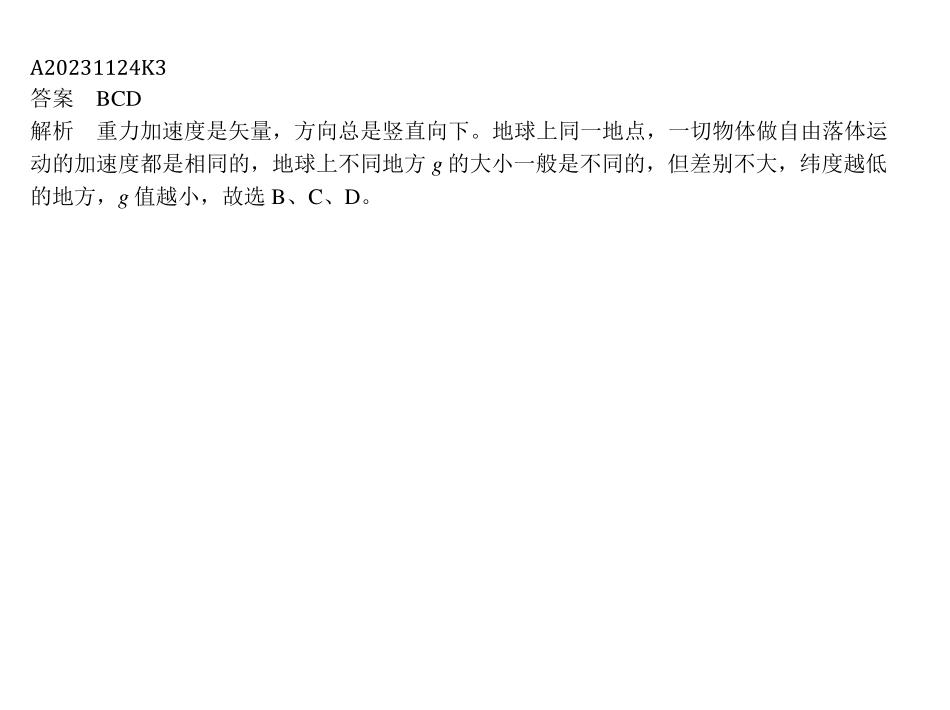 A20231124K3
答案　BCD
解析　重力加速度是矢量，方向总是竖直向下。地球上同一地点，一切物体做自由落体运
动的加速度都是相同的，地球上不同地方 g 的大小一般是不同的，但差别不大，纬度越低
的地方，g 值越小，故选 B、C、D。